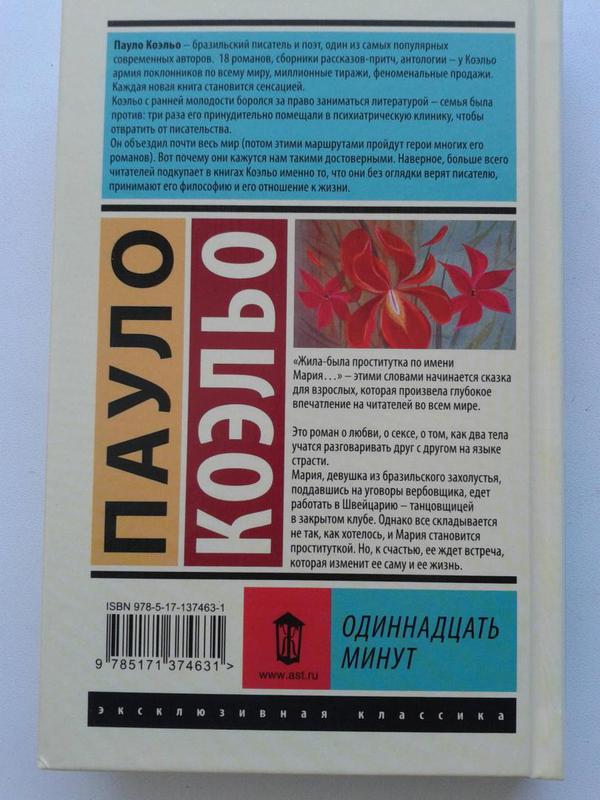 Пауло Коэльо – бразильский писатель и поэт, один из самых популярных
современных авторов. 18 романов, сборники рассказов-притч, антологии – у Коэльо
армия поклонников по всему миру, миллионные тиражи, феноменальные продажи.
Каждая новая книга становится сенсацией.
Коэльо с ранней молодости боролся за право заниматься литературой – семья была
против: три раза его принудительно помещали в психиатрическую клинику, чтобы
отвратить от писательства.
Он объездил почти весь мир (потом этими маршрутами пройдут герои многих его
романов). Вот почему они кажутся нам такими достоверными. Наверное, больше всего
читателей подкупает в книгах Коэльо именно то, что они без оглядки верят писателю,
принимают его философию и его отношение к жизни.
ПАУЛО
КОЭЛЬО
«Жила-была проститутка по имени
Мария…» – этими словами начинается сказка
для взрослых, которая произвела глубокое
впечатление на читателей во всем мире.
Это роман о любви, о сексе, о том, как два тела
учатся разговаривать друг с другом на языке
страсти.
Мария, девушка из бразильского захолустья,
поддавшись на уговоры вербовщика, едет
работать в Швейцарию – танцовщицей
в закрытом клубе. Однако все складывается
не так, как хотелось, и Мария становится
проституткой. Но, к счастью, ее ждет встреча,
которая изменит ее саму и ее жизнь.
ISBN 978-5-17-137463-1
9 785171 374631 >
www.ast.ru
ОДИННАДЦАТЬ
МИНУТ
эксклюзивная классика